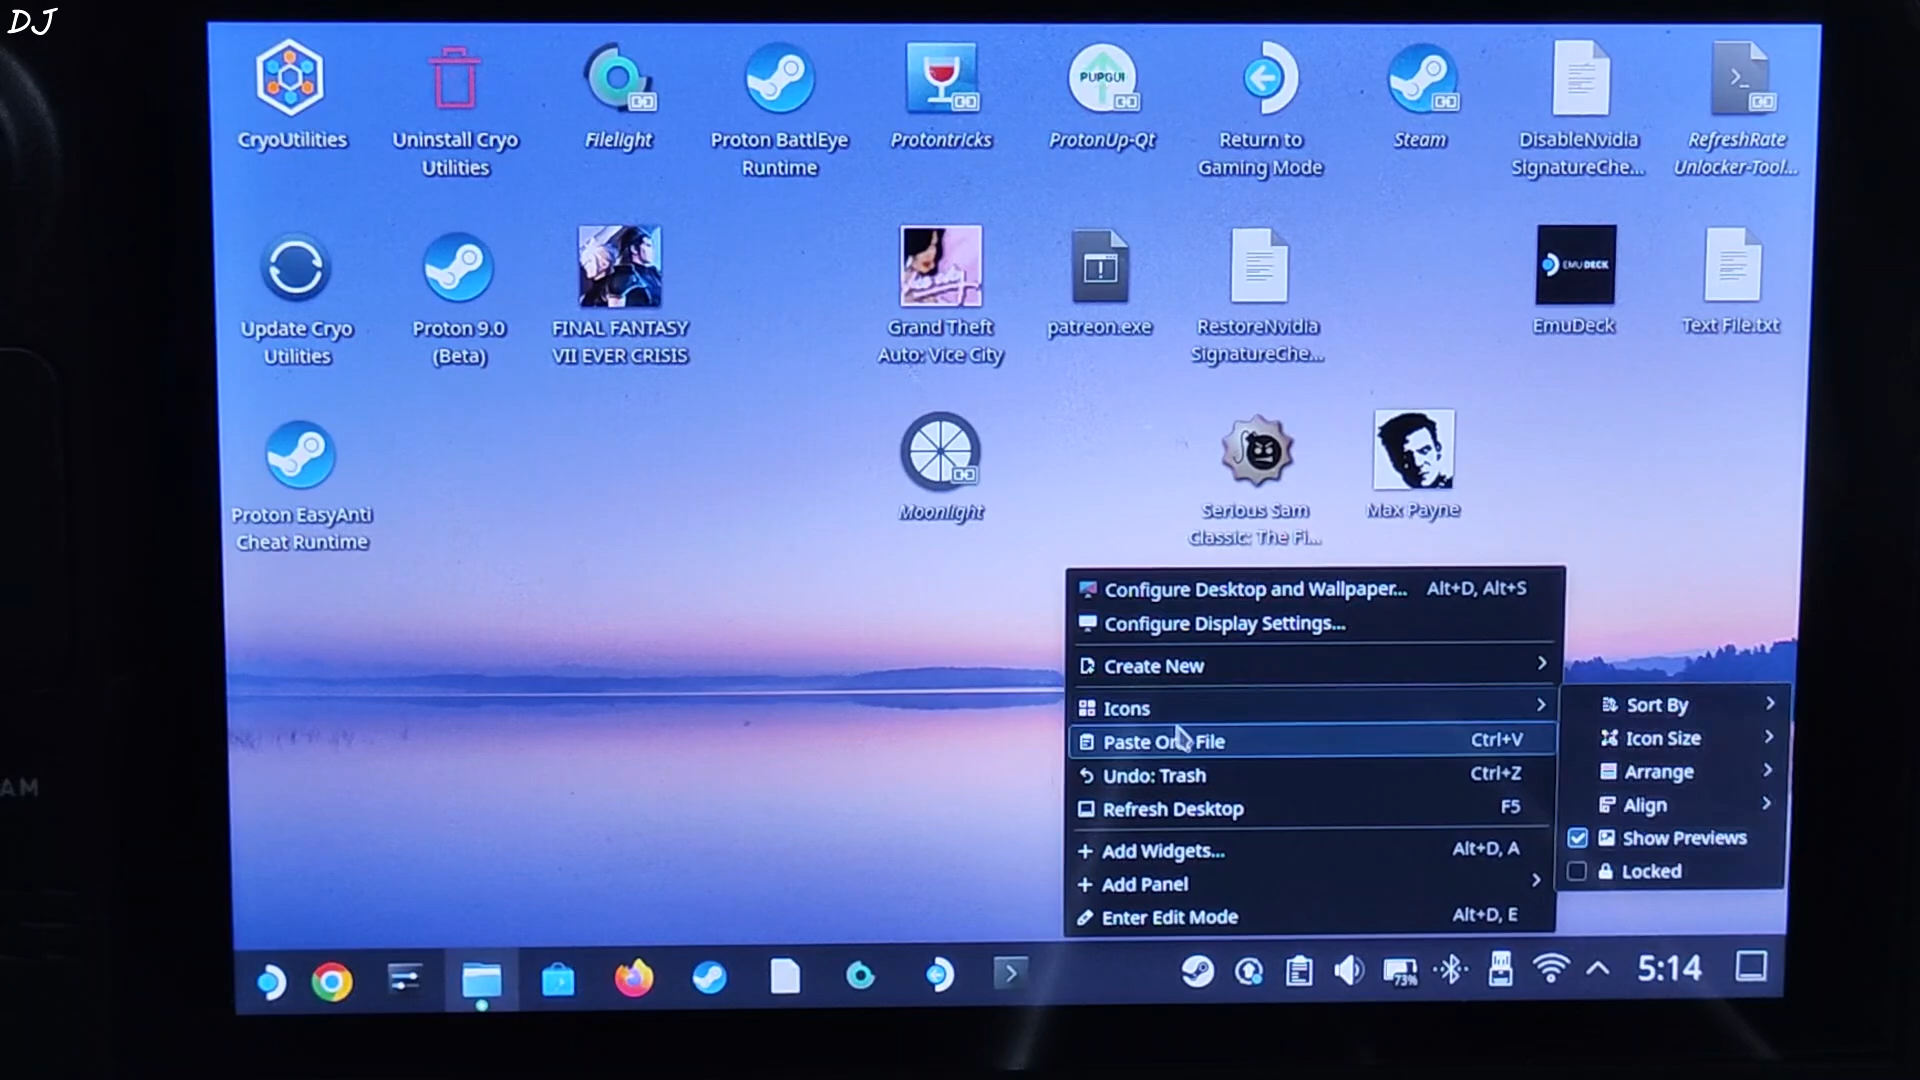 DJ
CryoUtilities
Uninstall Cryo
Utilities
Filelight
Proton BattlEye
Runtime
Protontricks
PUPGUI
ProtonUp-Qt
Return to
Gaming Mode
Steam
DisableNvidia
SignatureChe...
RefreshRate
Unlocker-Tool...
Update Cryo
Utilities
Proton 9.0
(Beta)
FINAL FANTASY
VII EVER CRISIS
Grand Theft
Auto: Vice City
patreon.exe
RestoreNvidia
SignatureChe...
EMUDECK
EmuDeck
Text File.txt
Proton EasyAnti
Cheat Runtime
Moonlight
Serious Sam
Classic: The Fi...
Max Payne
Configure Desktop and Wallpaper... Alt+D, Alt+S
Configure Display Settings...
Create New
Icons
Paste One File Ctrl+V
Undo: Trash Ctrl+Z
Refresh Desktop F5
Add Widgets... Alt+D, A
Add Panel
Enter Edit Mode Alt+D, E
Sort By
Icon Size
Arrange
Align
Show Previews
Locked
AM
73%
5:14